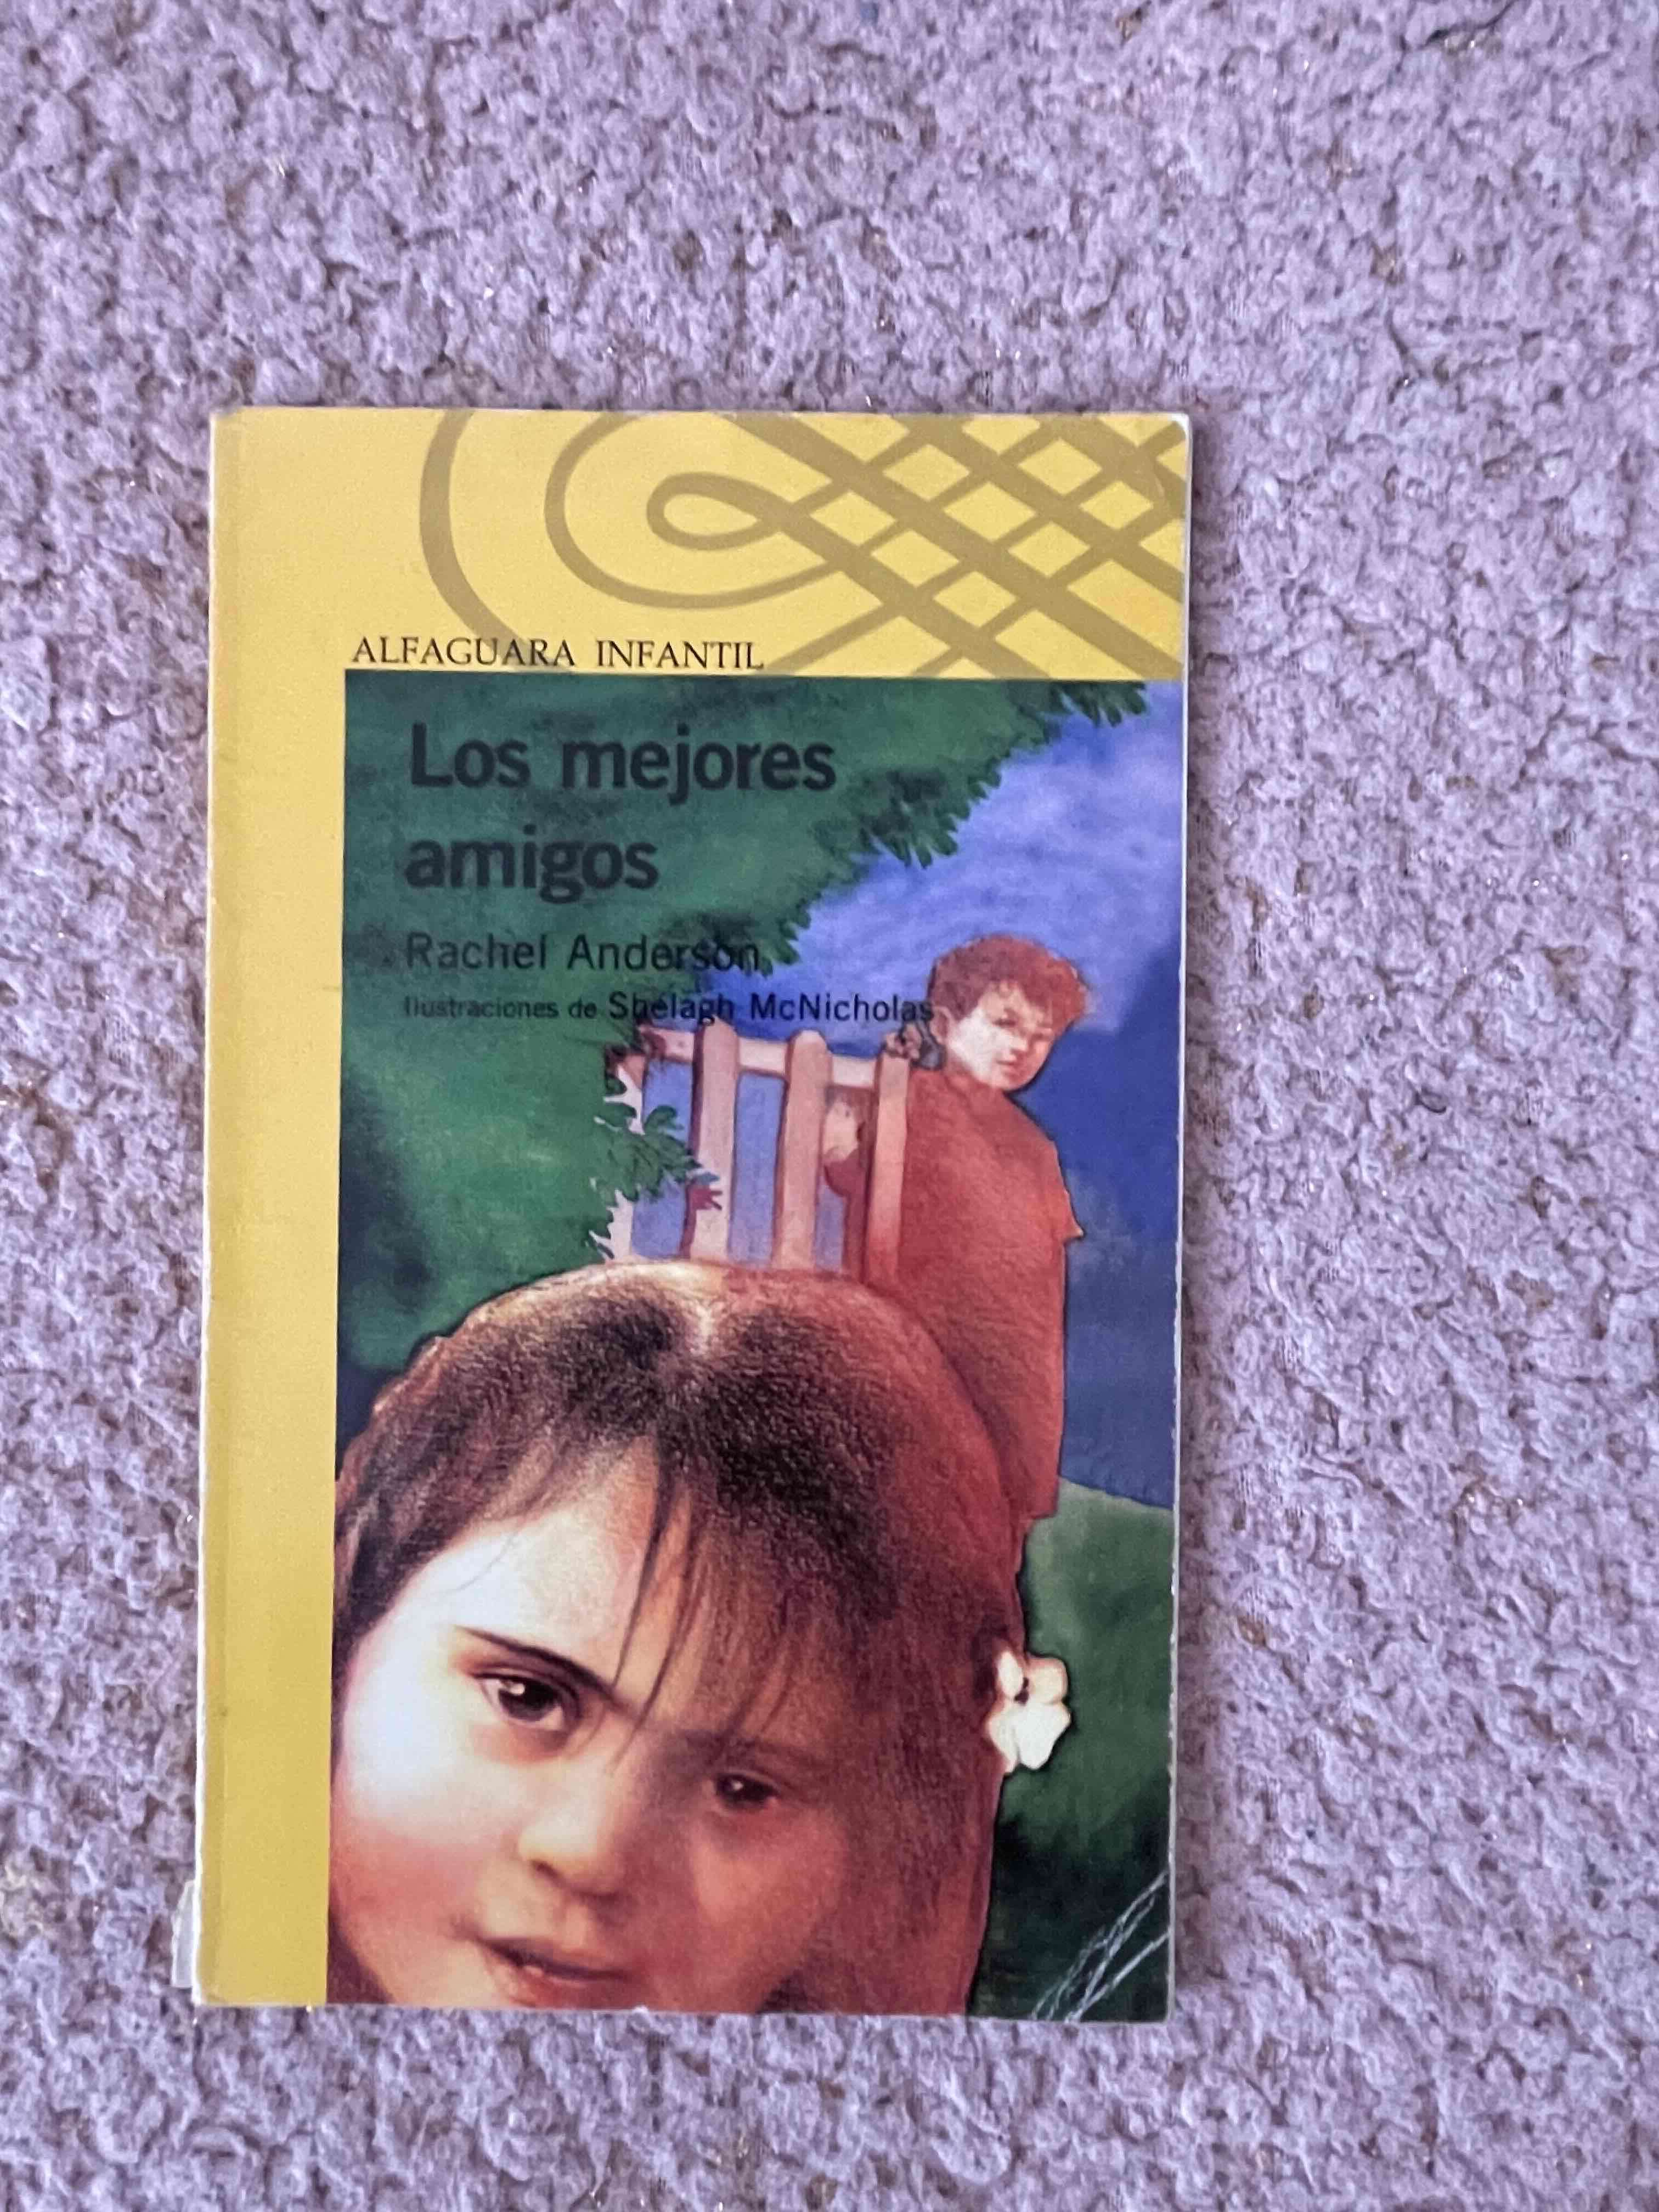 ALFAGUARA INFANTIL
Los mejores
amigos
Rachel Anderson
Ilustraciones de Shelagh McNicholas